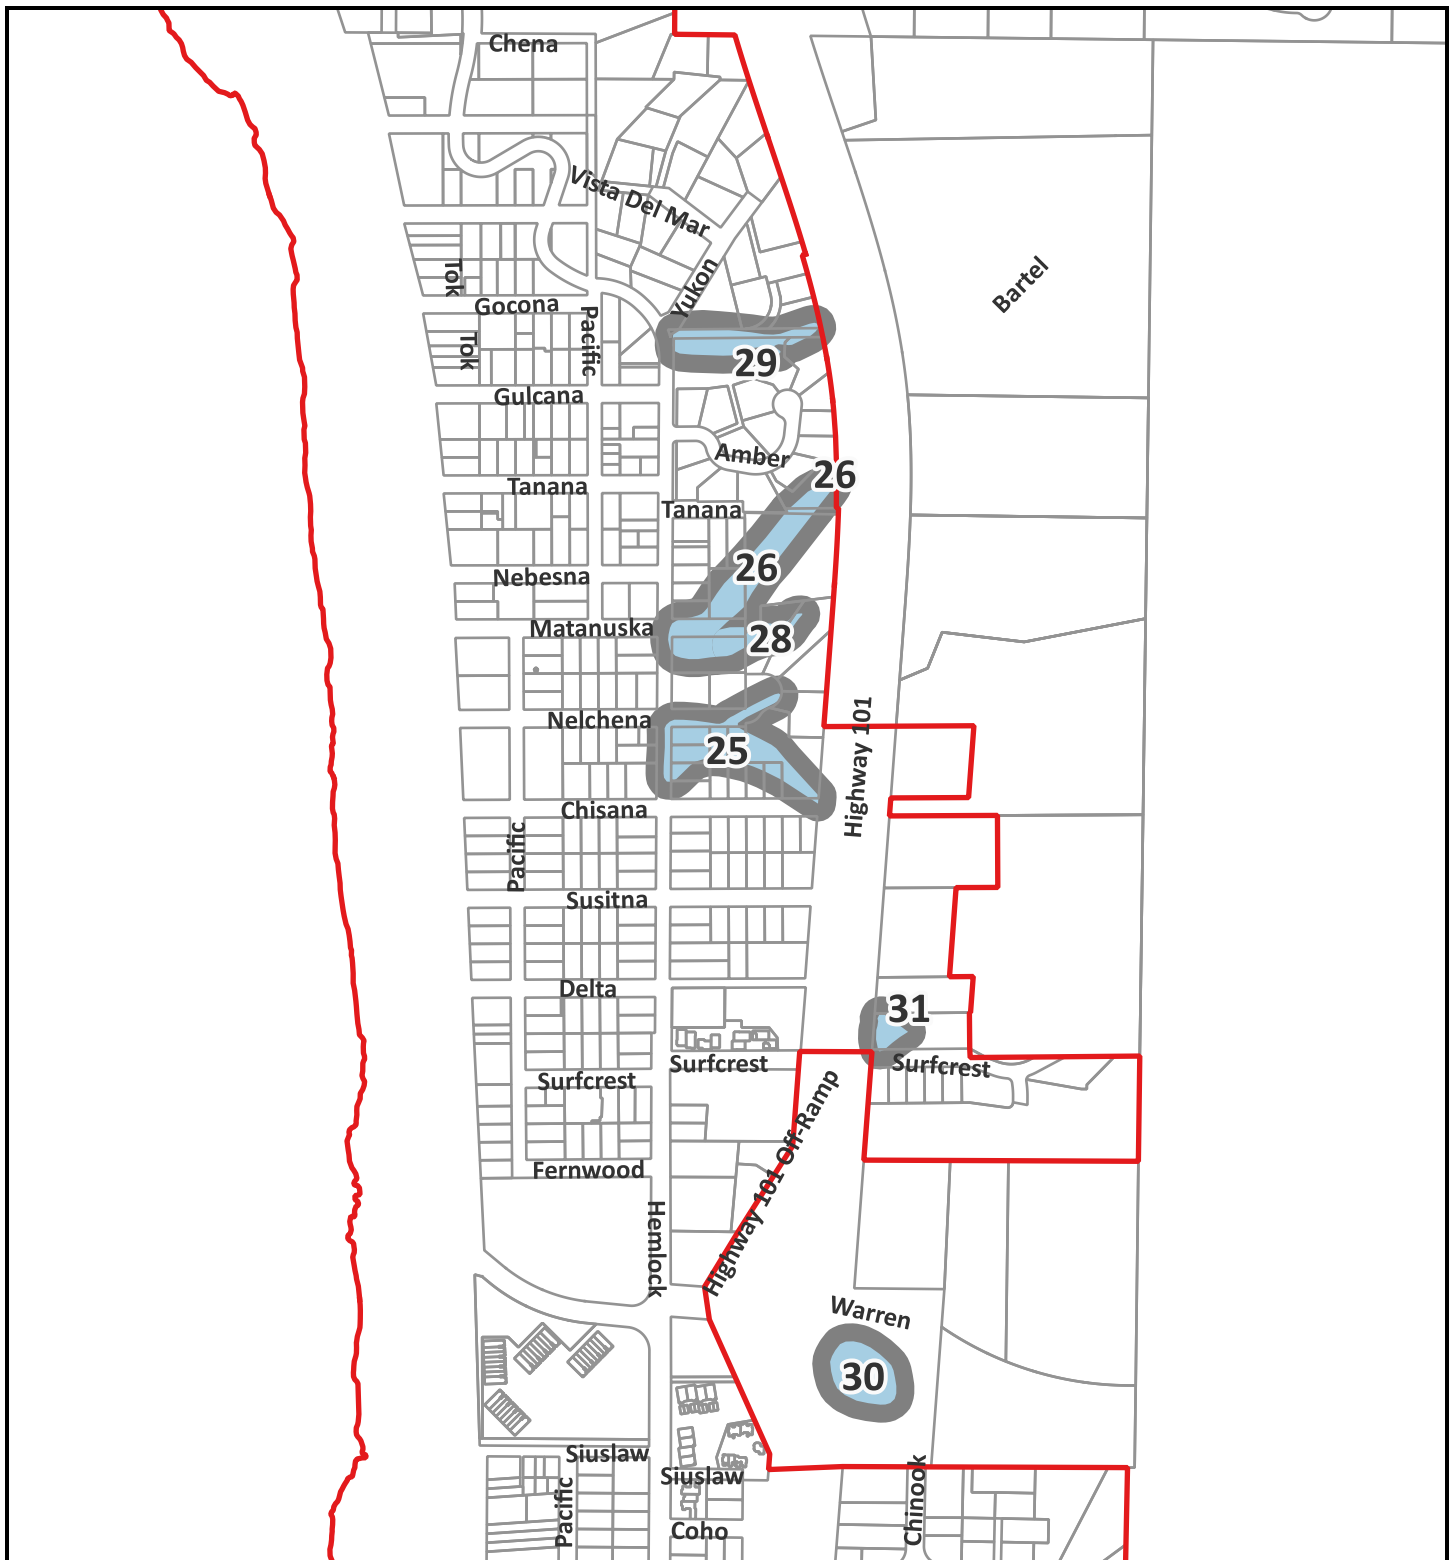 Chena
Vista Del Mar
Tok
Yukon
Bartel
Gocona
Pacific
Tok
29
Gulcana
Amber
26
Tanana
Tanana
26
Nebesna
Matanuska
28
Nelchena
25
Highway 101
Chisana
Pacific
Susitna
Delta
31
Surfcrest
Surfcrest
Surfcrest
Highway 101 Off-Ramp
Fernwood
Hemlock
Warren
30
Siuslaw
Siuslaw
Pacific
Chinook
Coho